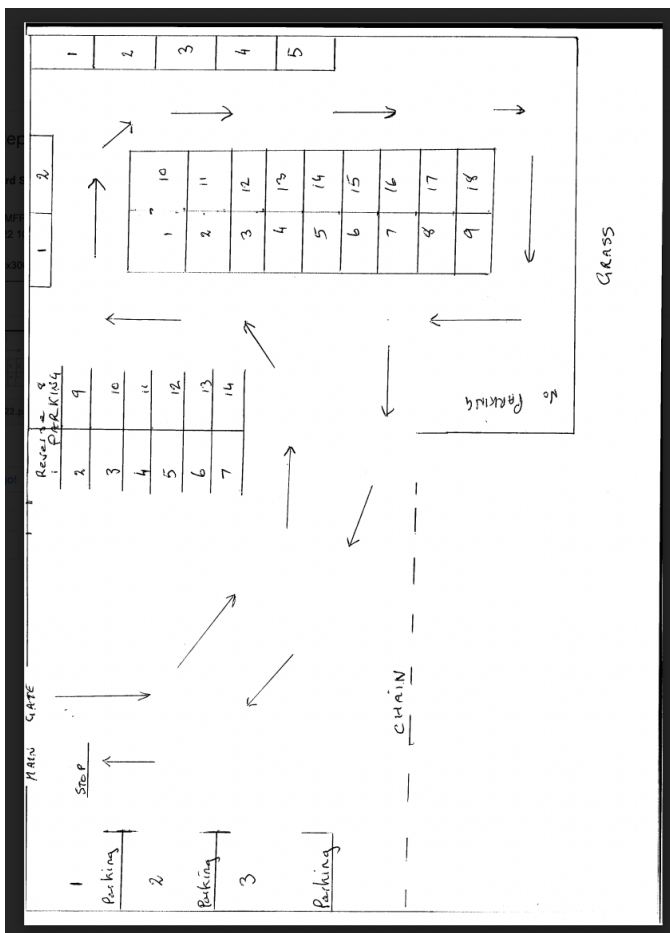 1 2 3 4 5
1 2
10 11 12 13 14 15 16 17 18
1 2 3 4 5 6 7 8 9
GRASS
Reverse &
PARKING
9 10 11 12 13 14
1 2 3 4 5 6 7
No PARKING
MAIN GATE
STOP
CHAIN
1
Parking
2
Parking
3
Parking